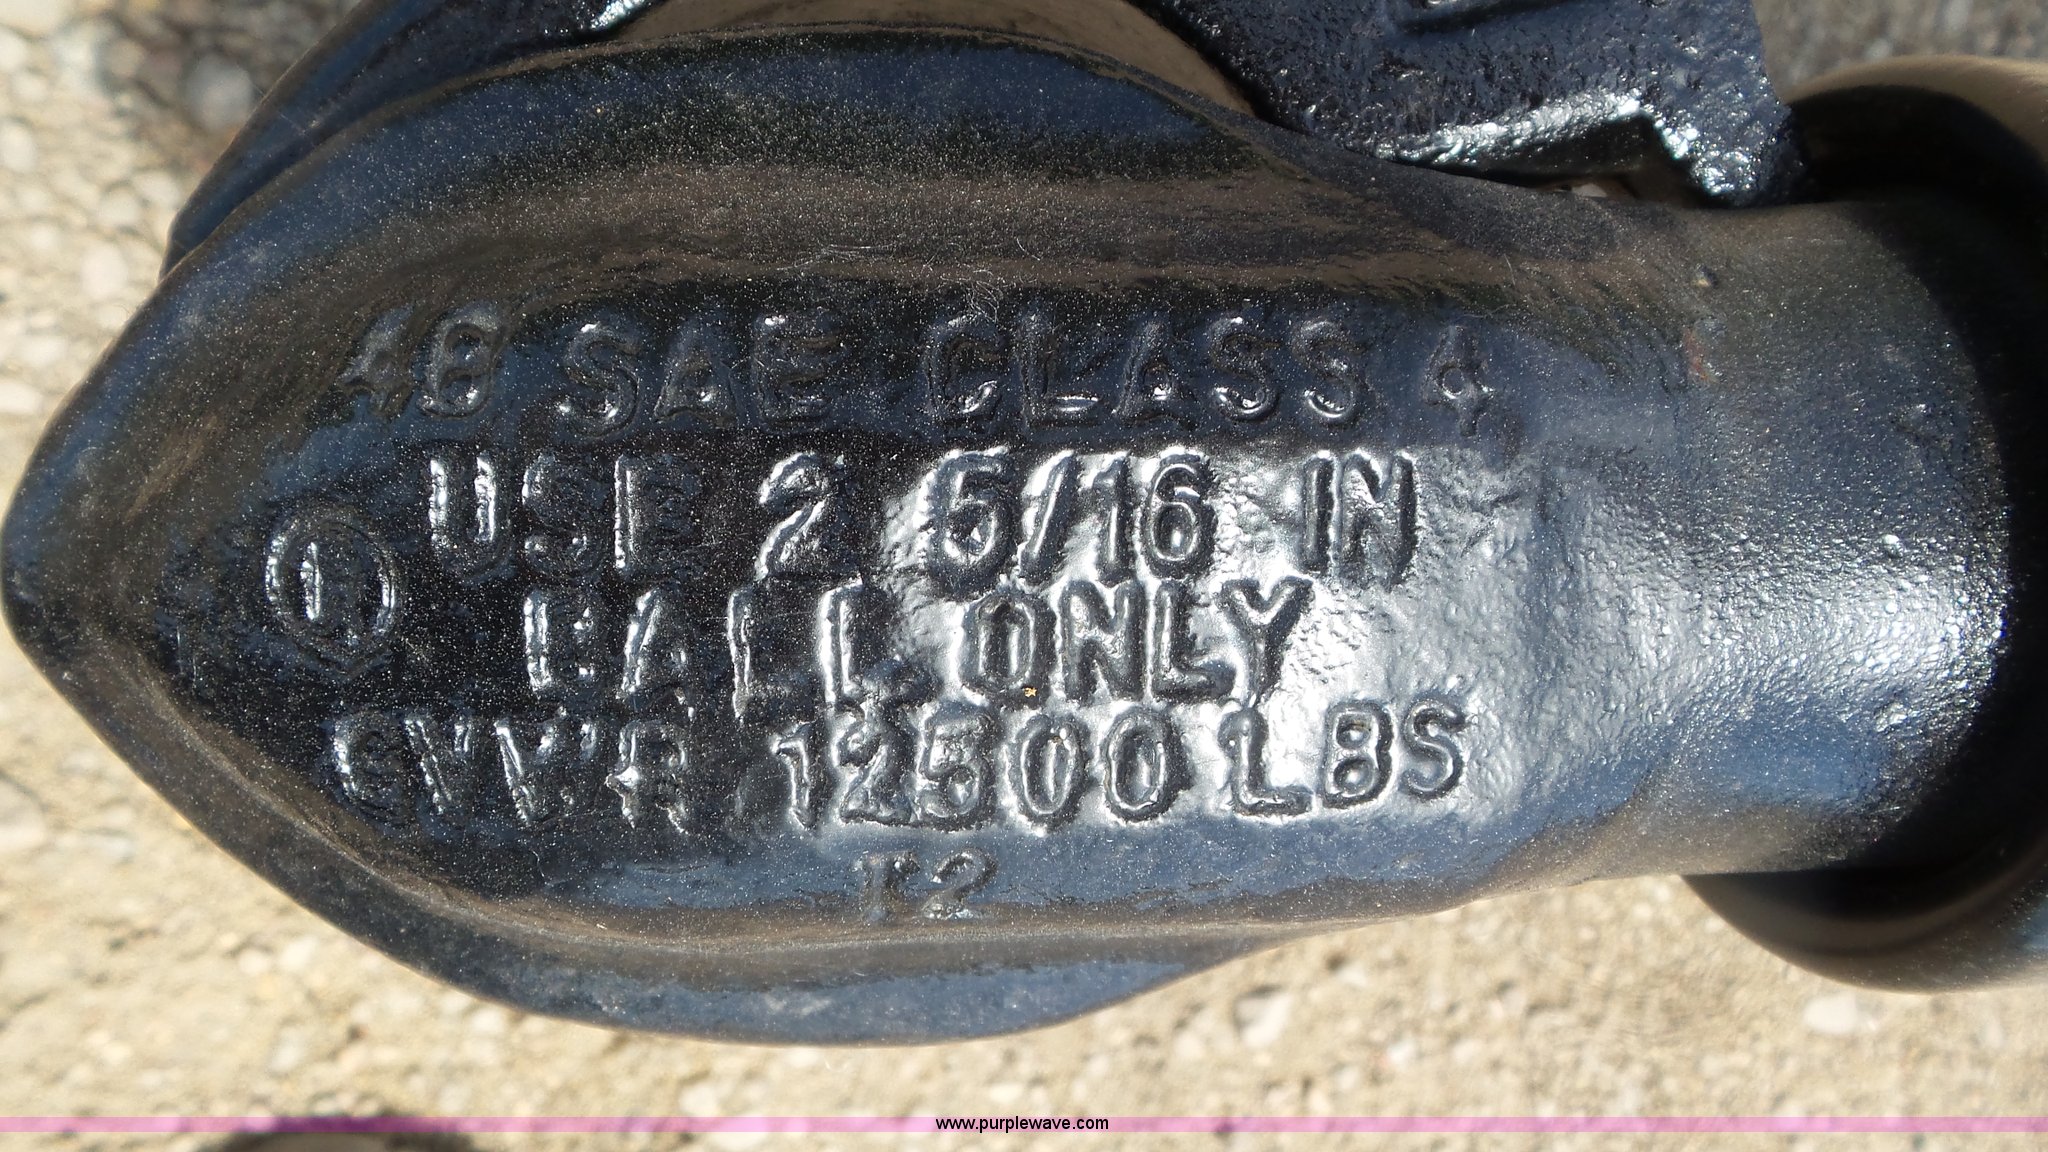 48 SAE CLASS 4
USE 2 5/16 IN
BALL ONLY
GVWR 12500 LBS
T2
www.purplewave.com